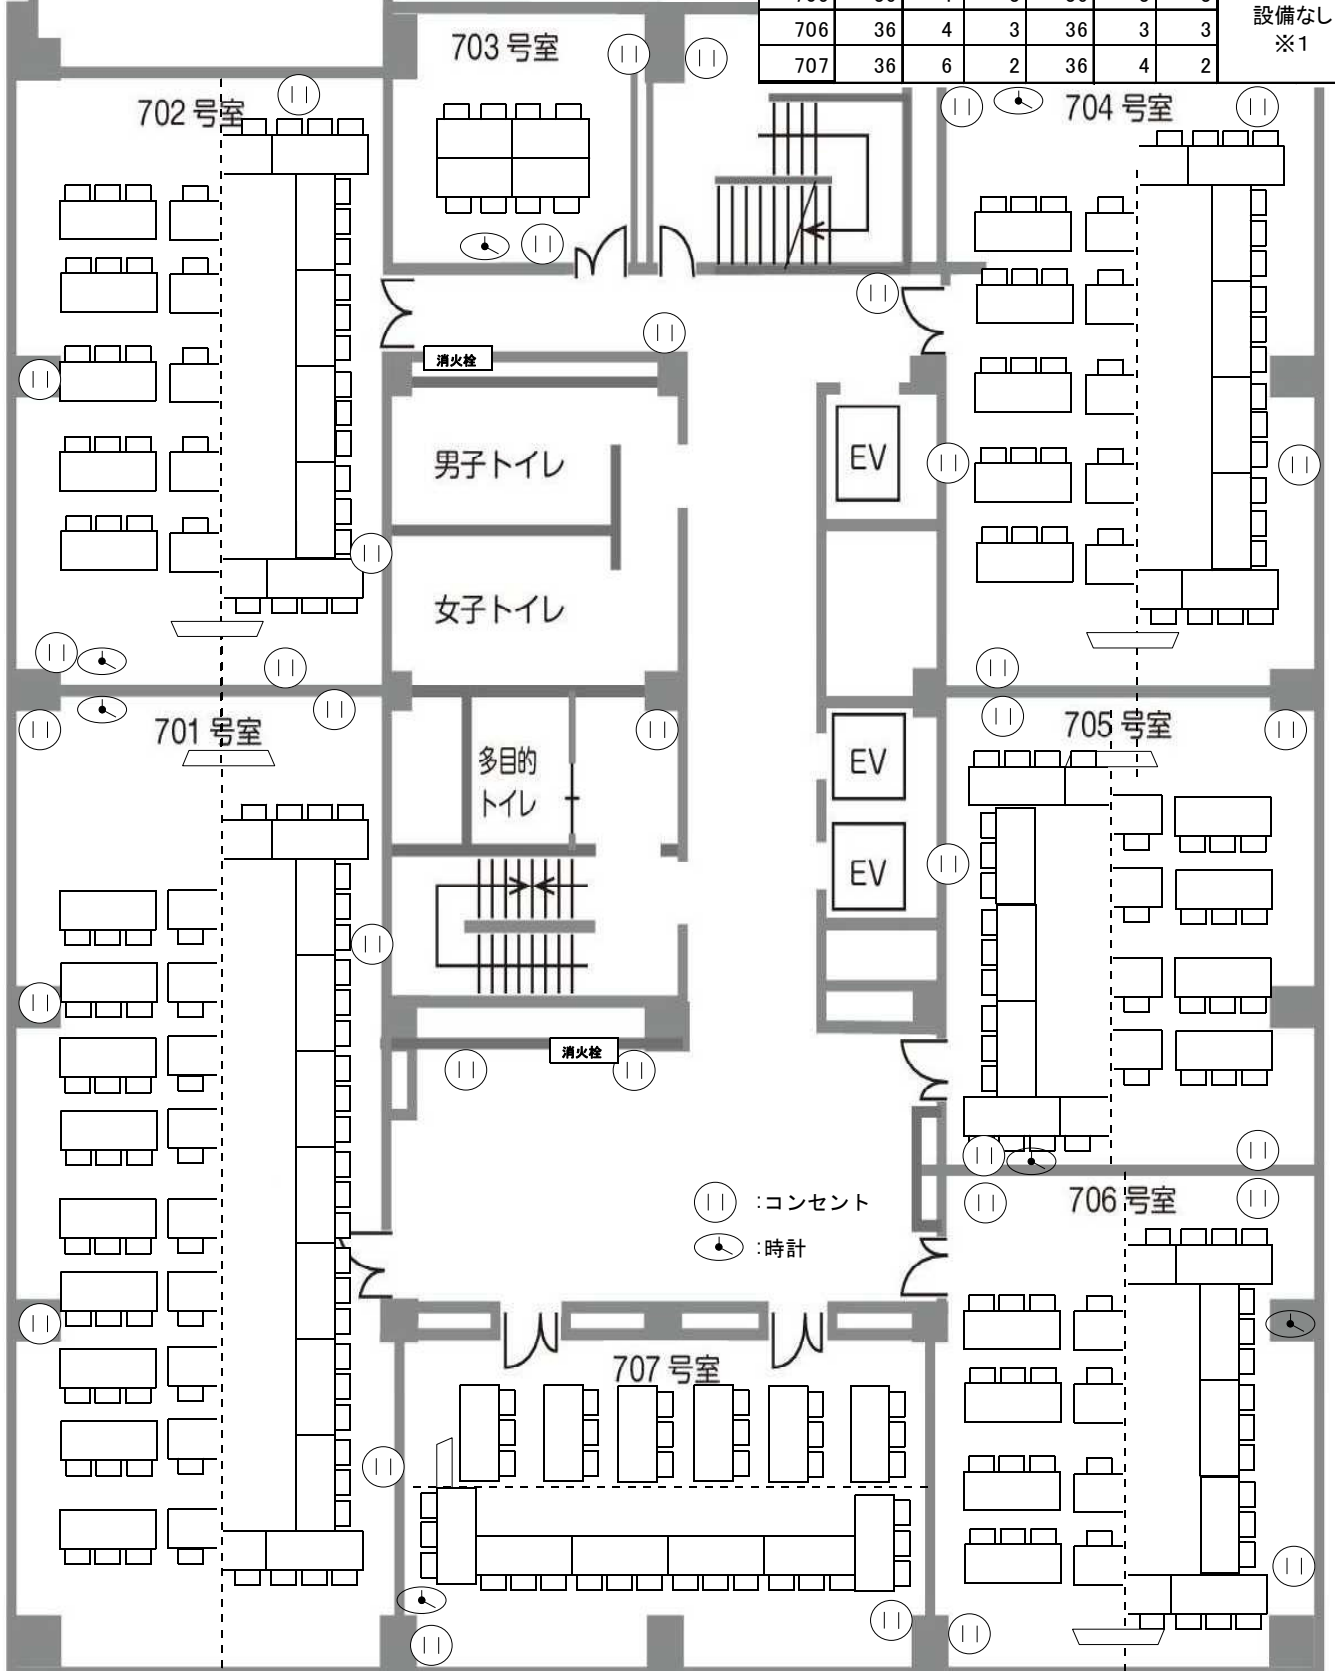 設備なし
※1
706 36 4 3 36 3 3
707 36 6 2 36 4 2
703 号室
702 号室
704 号室
消火栓
男子トイレ
EV
女子トイレ
701 号室
705 号室
多目的
トイレ
EV
EV
消火栓
:コンセント
:時計
706 号室
707 号室